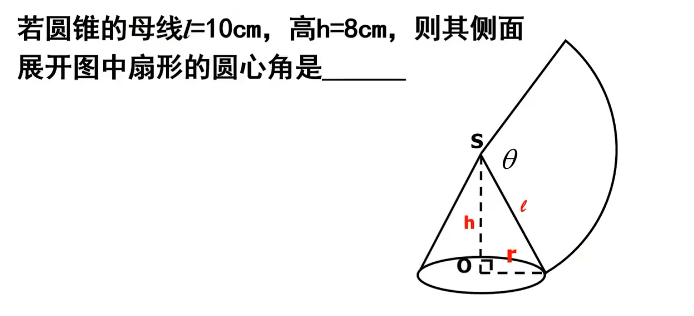 若圆锥的母线l=10cm，高h=8cm，则其侧面
展开图中扇形的圆心角是______
S
θ
l
h
r
O